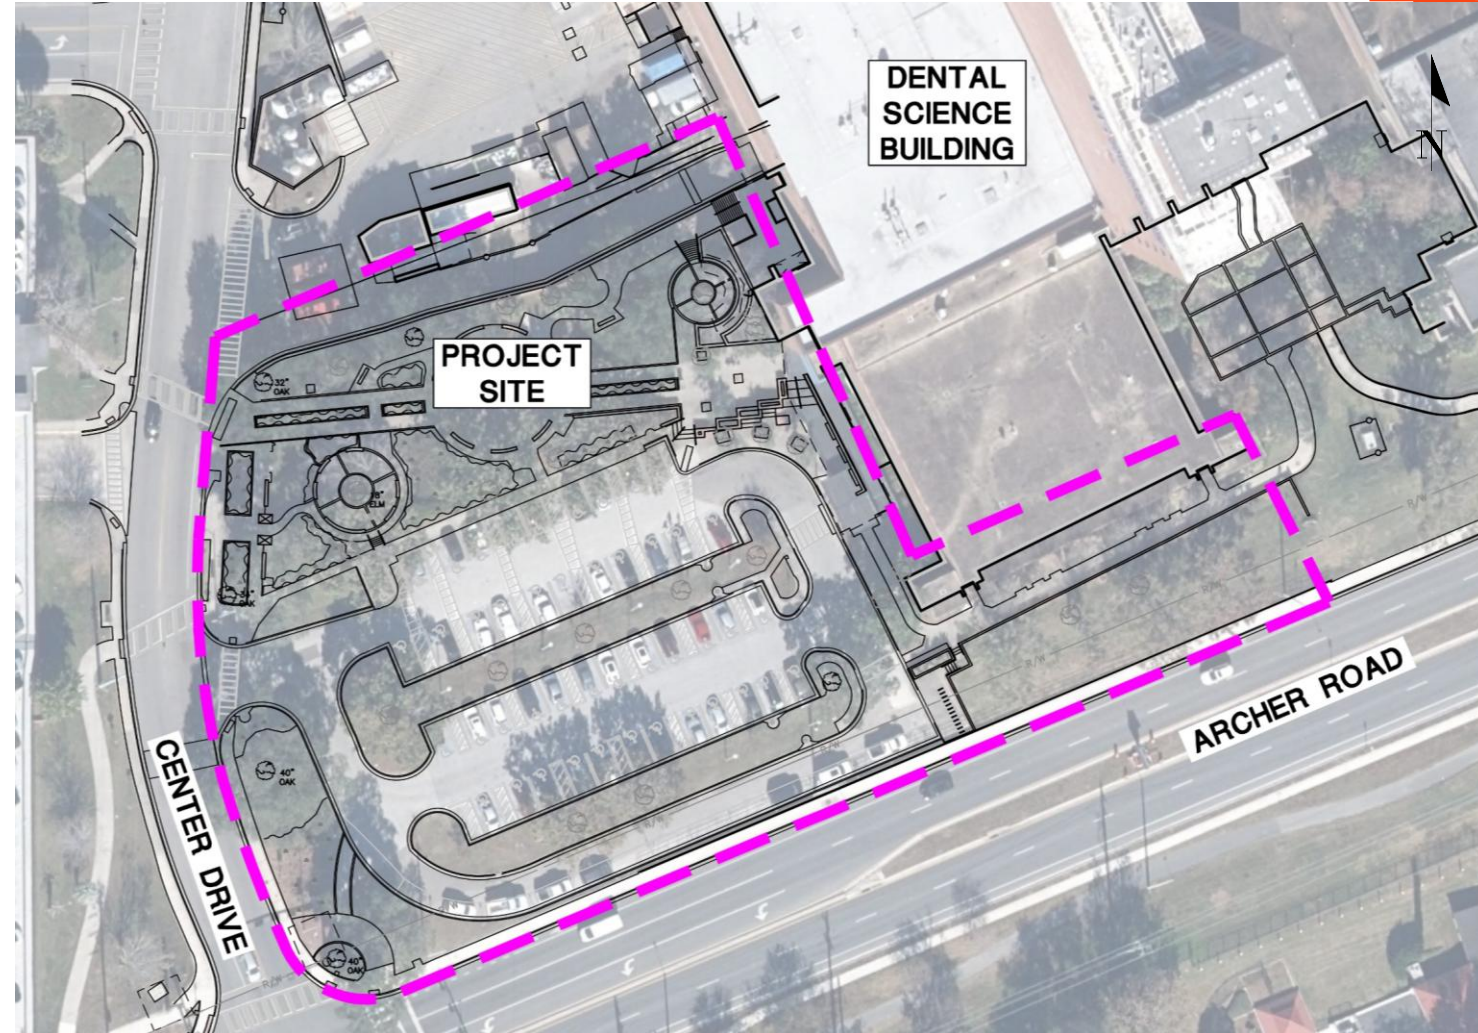 DENTAL
SCIENCE
BUILDING
N
PROJECT
SITE
32"
OAK
ELM
OAK
R/W
R/W
40"
OAK
CENTER DRIVE
ARCHER ROAD
40"
OAK
R/W